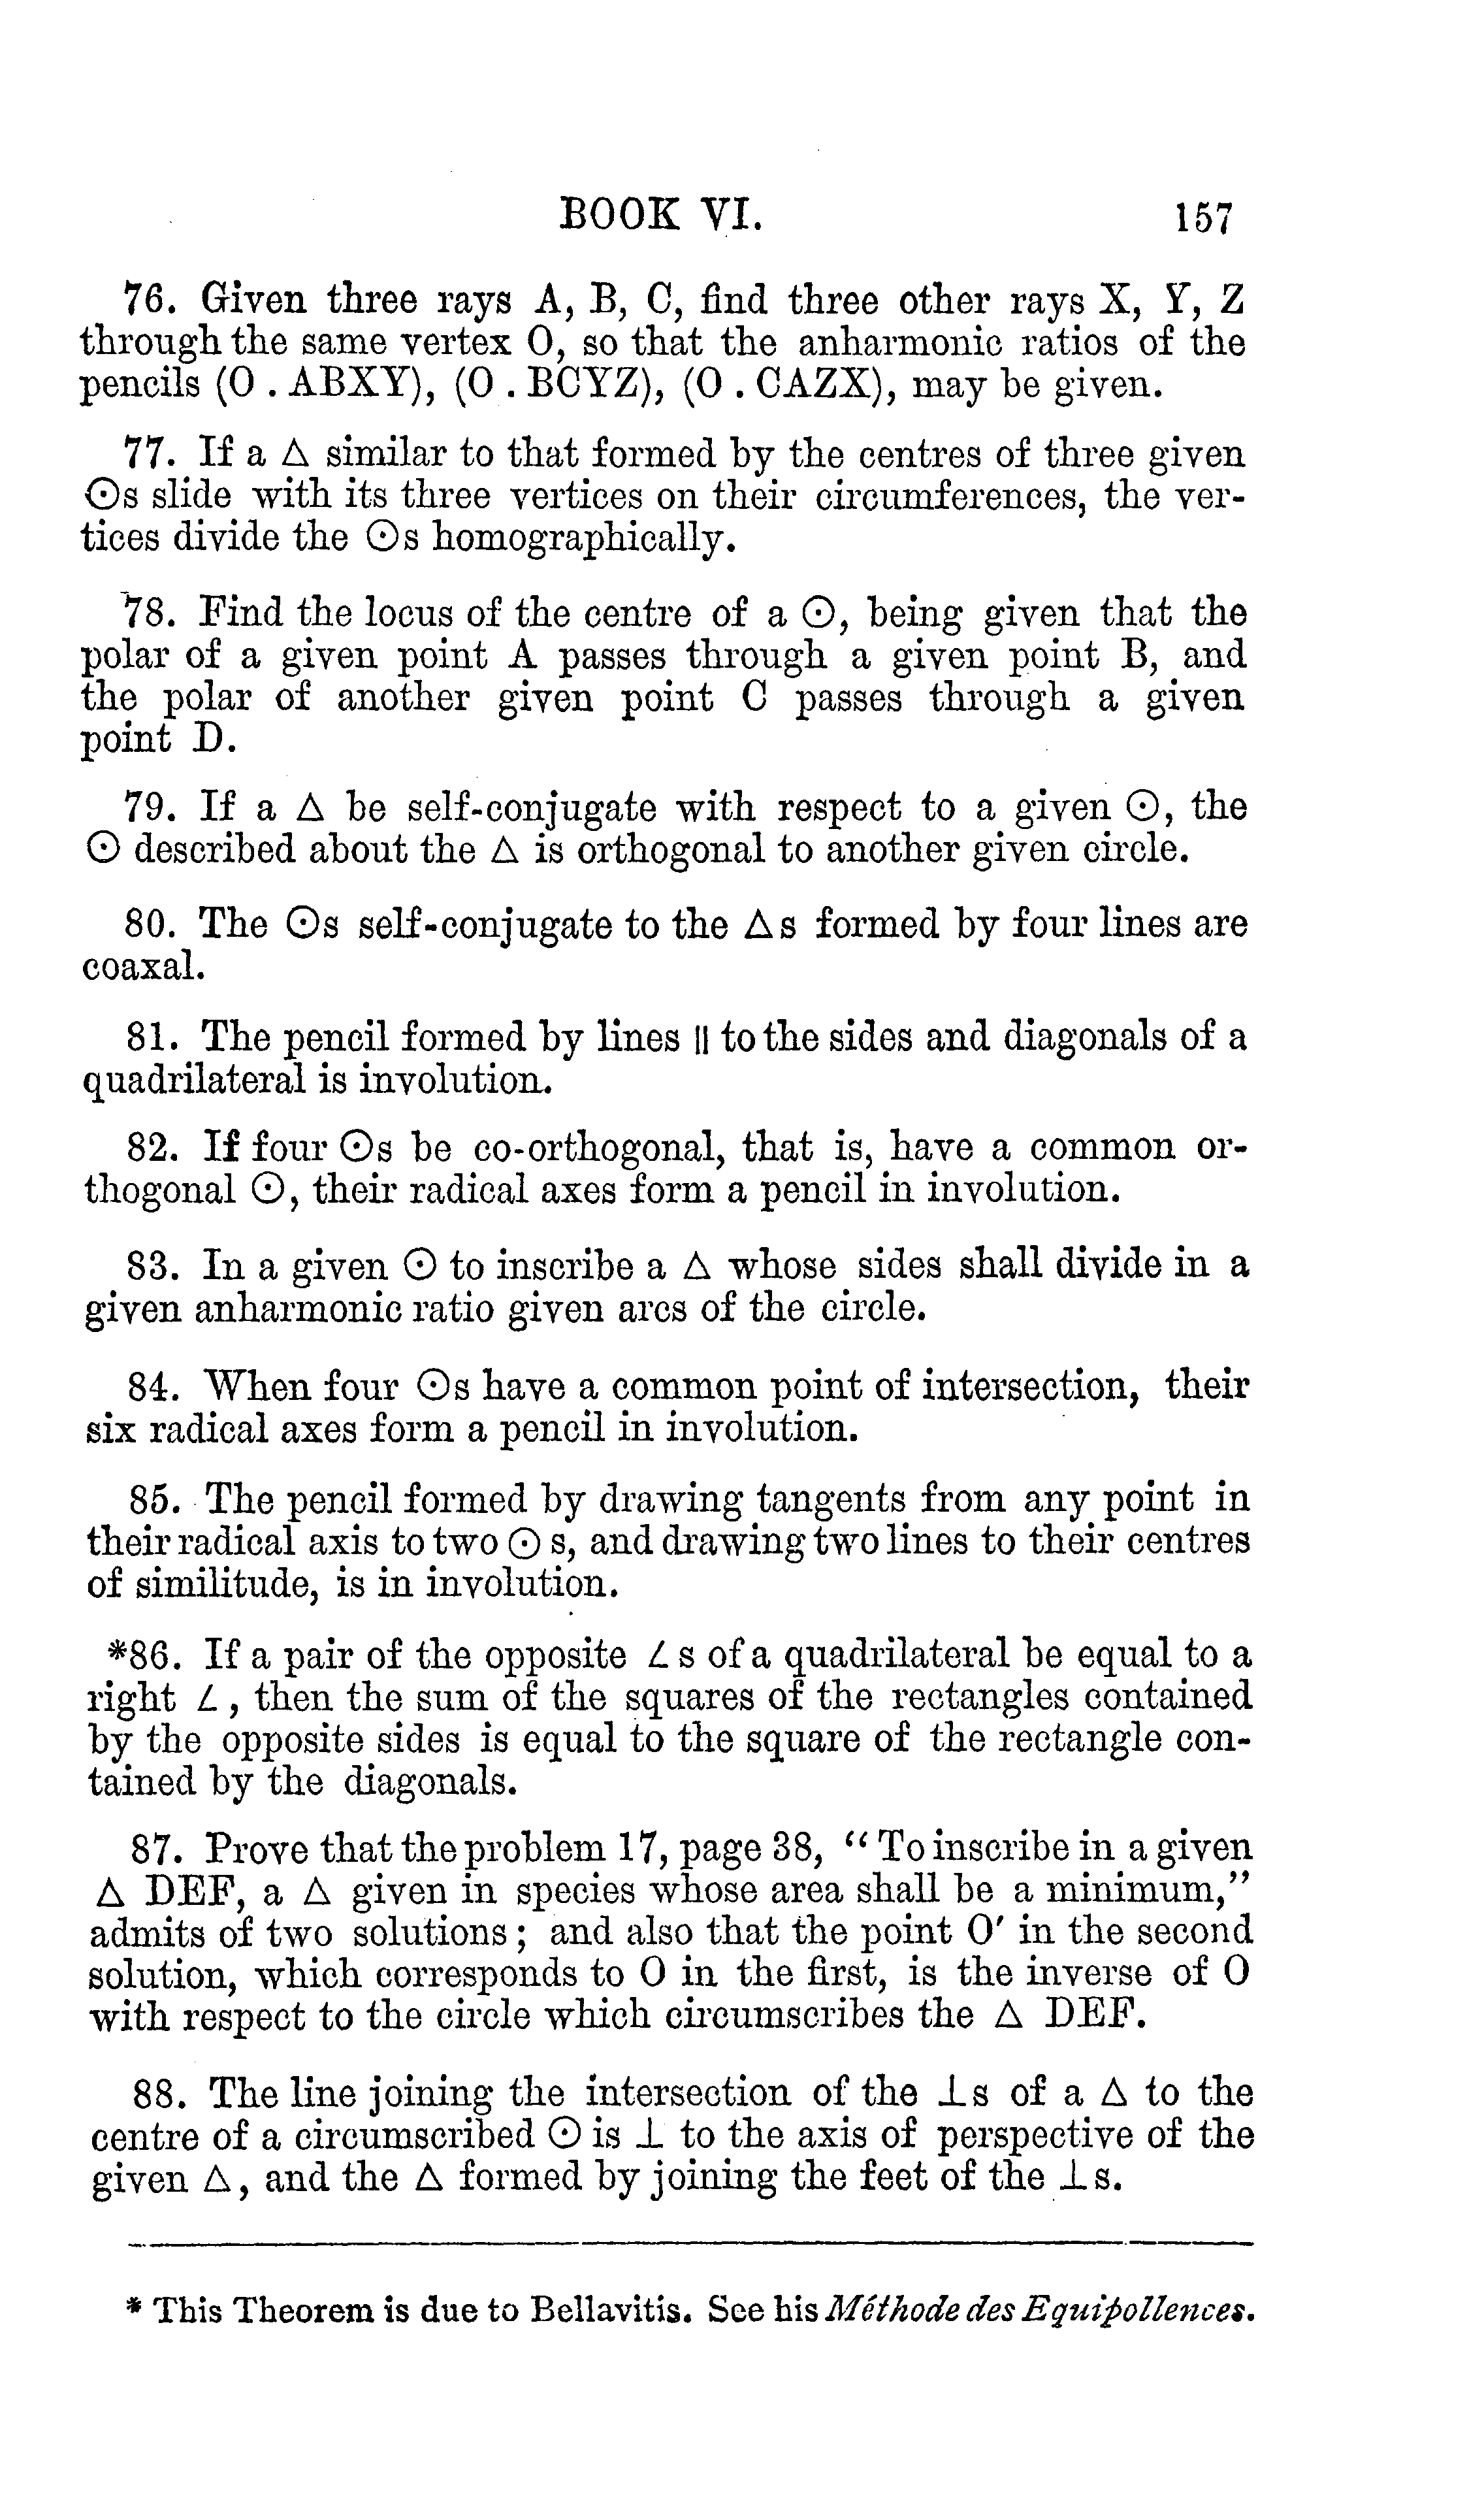 BOOK VI. 157
76. Given three rays A, B, C, find three other rays X, Y, Z
through the same vertex O, so that the anharmonic ratios of the
pencils (O . ABXY), (O . BCYZ), (O . CAZX), may be given.
77. If a △ similar to that formed by the centres of three given
⊙s slide with its three vertices on their circumferences, the ver-
tices divide the ⊙s homographically.
78. Find the locus of the centre of a ⊙, being given that the
polar of a given point A passes through a given point B, and
the polar of another given point C passes through a given
point D.
79. If a △ be self-conjugate with respect to a given ⊙, the
⊙ described about the △ is orthogonal to another given circle.
80. The ⊙s self-conjugate to the △s formed by four lines are
coaxal.
81. The pencil formed by lines || to the sides and diagonals of a
quadrilateral is involution.
82. If four ⊙s be co-orthogonal, that is, have a common or-
thogonal ⊙, their radical axes form a pencil in involution.
83. In a given ⊙ to inscribe a △ whose sides shall divide in a
given anharmonic ratio given arcs of the circle.
84. When four ⊙s have a common point of intersection, their
six radical axes form a pencil in involution.
85. The pencil formed by drawing tangents from any point in
their radical axis to two ⊙s, and drawing two lines to their centres
of similitude, is in involution.
*86. If a pair of the opposite ∠s of a quadrilateral be equal to a
right ∠, then the sum of the squares of the rectangles contained
by the opposite sides is equal to the square of the rectangle con-
tained by the diagonals.
87. Prove that the problem 17, page 38, “To inscribe in a given
△ DEF, a △ given in species whose area shall be a minimum,”
admits of two solutions; and also that the point O′ in the second
solution, which corresponds to O in the first, is the inverse of O
with respect to the circle which circumscribes the △ DEF.
88. The line joining the intersection of the ⊥s of a △ to the
centre of a circumscribed ⊙ is ⊥ to the axis of perspective of the
given △, and the △ formed by joining the feet of the ⊥s.
* This Theorem is due to Bellavitis. See his Méthode des Equipollences.